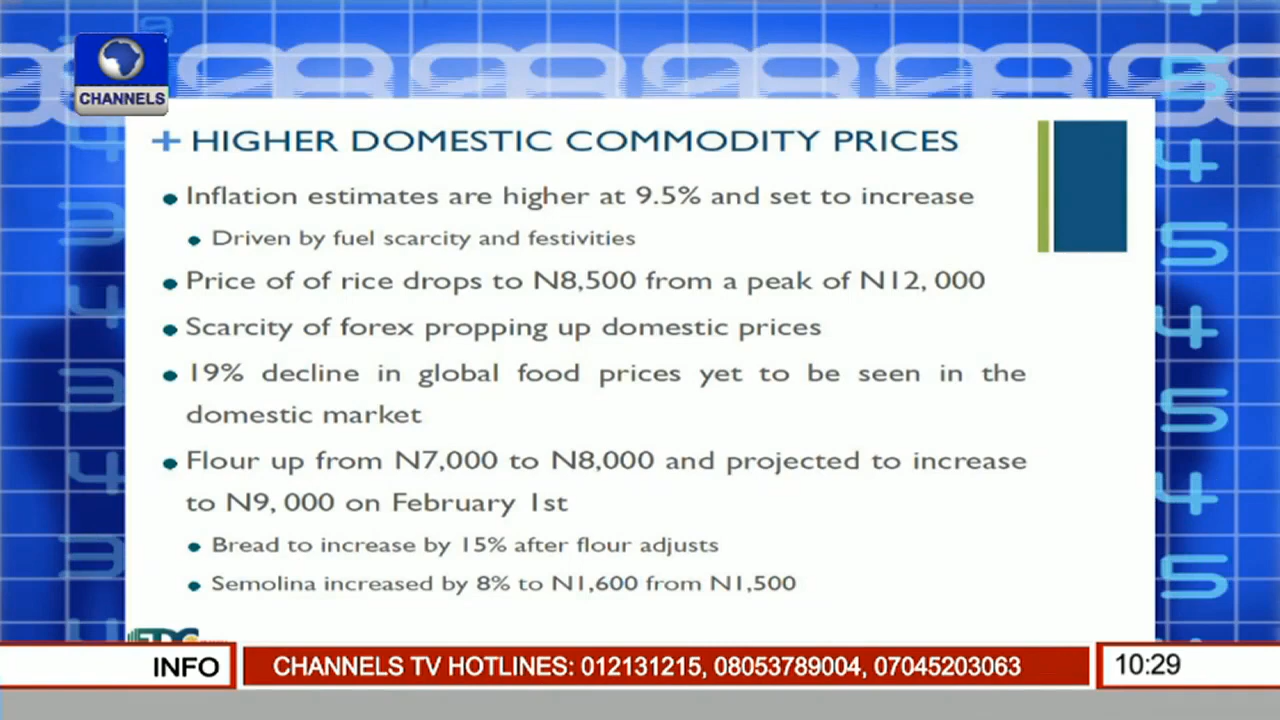 CHANNELS
+ HIGHER DOMESTIC COMMODITY PRICES
• Inflation estimates are higher at 9.5% and set to increase
• Driven by fuel scarcity and festivities
• Price of of rice drops to N8,500 from a peak of N12, 000
• Scarcity of forex propping up domestic prices
• 19% decline in global food prices yet to be seen in the
domestic market
• Flour up from N7,000 to N8,000 and projected to increase
to N9, 000 on February 1st
• Bread to increase by 15% after flour adjusts
• Semolina increased by 8% to N1,600 from N1,500
INFO
CHANNELS TV HOTLINES: 012131215, 08053789004, 07045203063
10:29